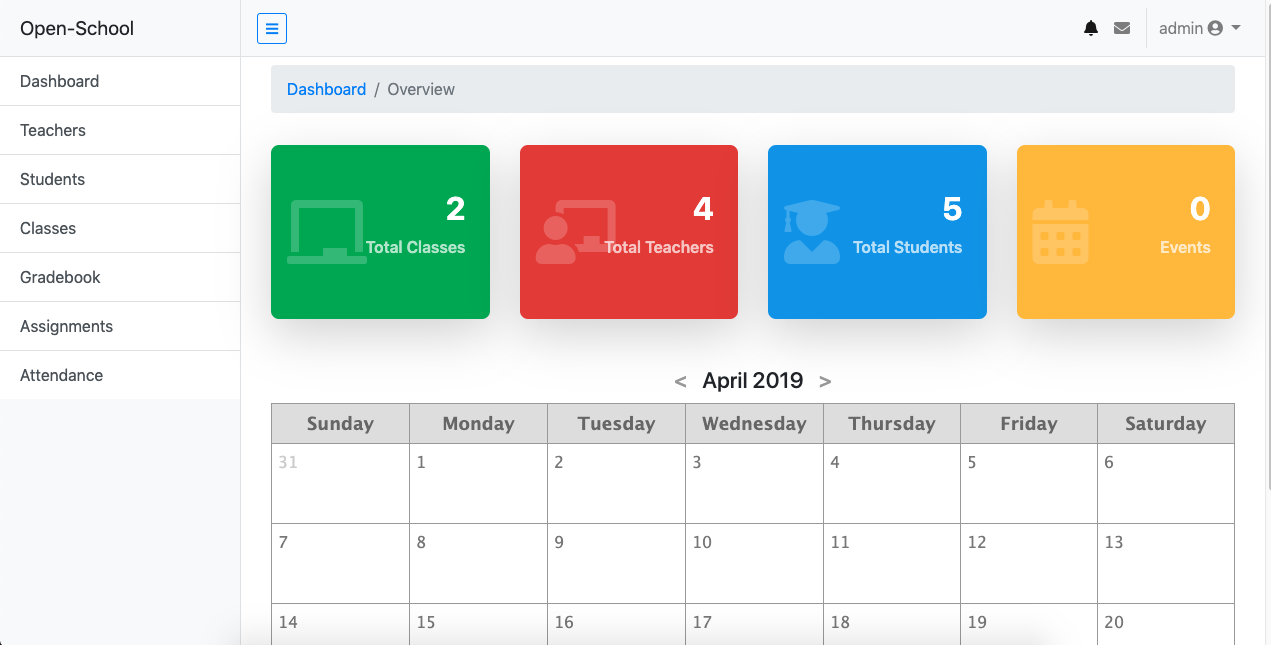 Open-School
admin
Dashboard
Teachers
Students
Classes
Gradebook
Assignments
Attendance
Dashboard / Overview
2
Total Classes
4
Total Teachers
5
Total Students
0
Events
< April 2019 >
Sunday Monday Tuesday Wednesday Thursday Friday Saturday
31 1 2 3 4 5 6
7 8 9 10 11 12 13
14 15 16 17 18 19 20